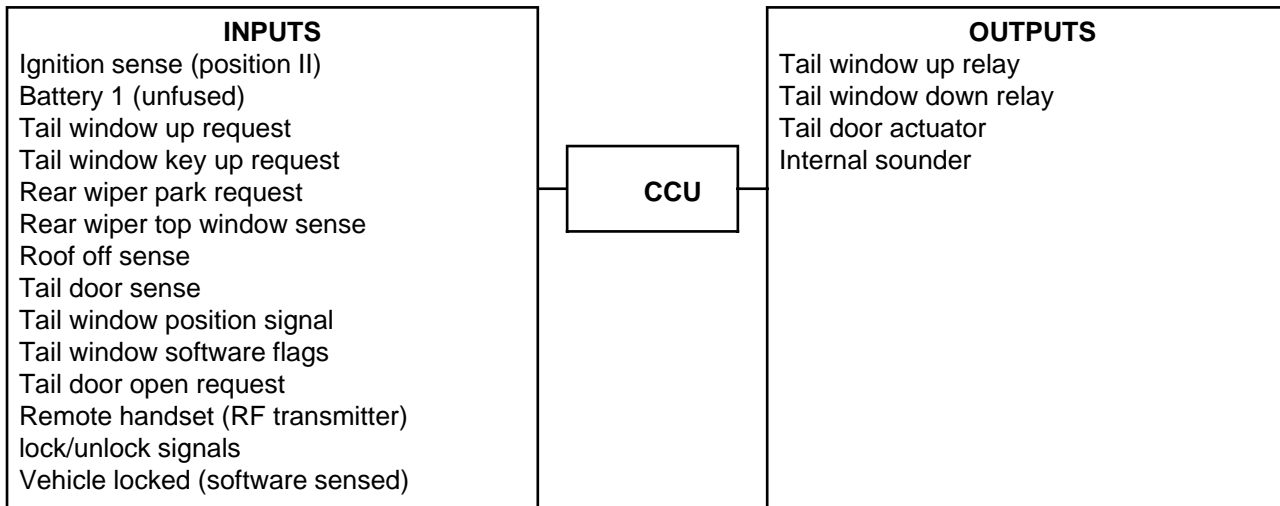 INPUTS
Ignition sense (position II)
Battery 1 (unfused)
Tail window up request
Tail window key up request
Rear wiper park request
Rear wiper top window sense
Roof off sense
Tail door sense
Tail window position signal
Tail window software flags
Tail door open request
Remote handset (RF transmitter)
lock/unlock signals
Vehicle locked (software sensed)
CCU
OUTPUTS
Tail window up relay
Tail window down relay
Tail door actuator
Internal sounder